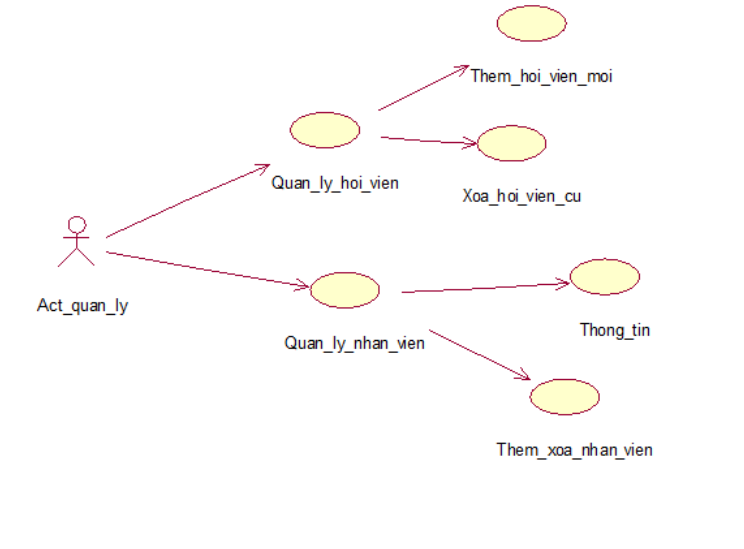 Them_hoi_vien_moi
Quan_ly_hoi_vien
Xoa_hoi_vien_cu
Act_quan_ly
Thong_tin
Quan_ly_nhan_vien
Them_xoa_nhan_vien